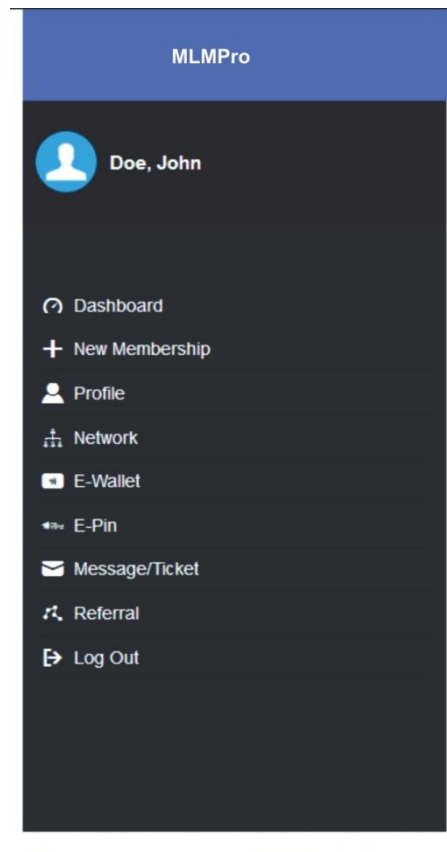 MLMPro
Doe, John
Dashboard
New Membership
Profile
Network
E-Wallet
E-Pin
Message/Ticket
Referral
Log Out